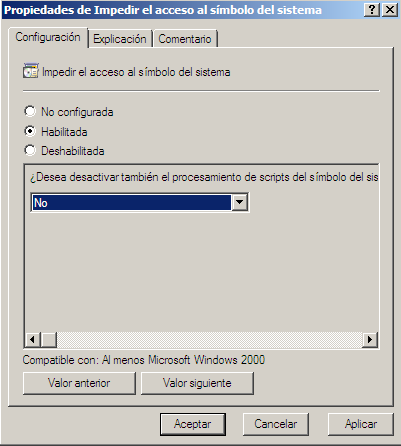 Propiedades de Impedir el acceso al símbolo del sistema
Configuración Explicación Comentario
Impedir el acceso al símbolo del sistema
No configurada
Habilitada
Deshabilitada
¿Desea desactivar también el procesamiento de scripts del símbolo del sis
No
Compatible con: Al menos Microsoft Windows 2000
Valor anterior Valor siguiente
Aceptar Cancelar Aplicar